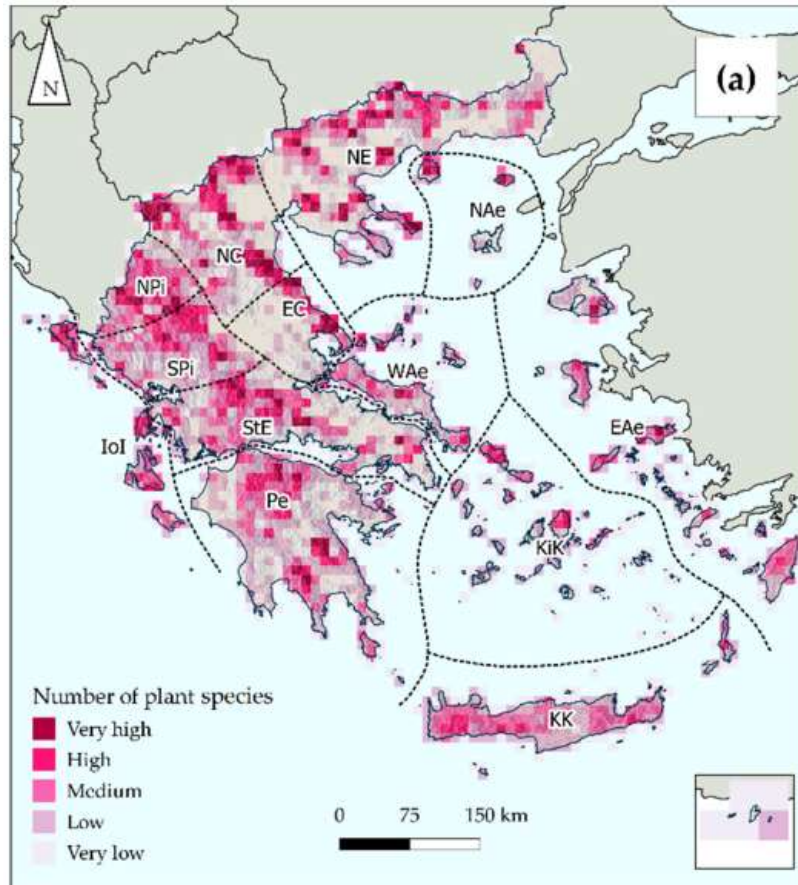 (a)
N
NE
NAe
NC
NPi
EC
SPi
WAe
StE
EAe
IoI
Pe
KiK
KK
Number of plant species
Very high
High
Medium
Low
Very low
0 75 150 km